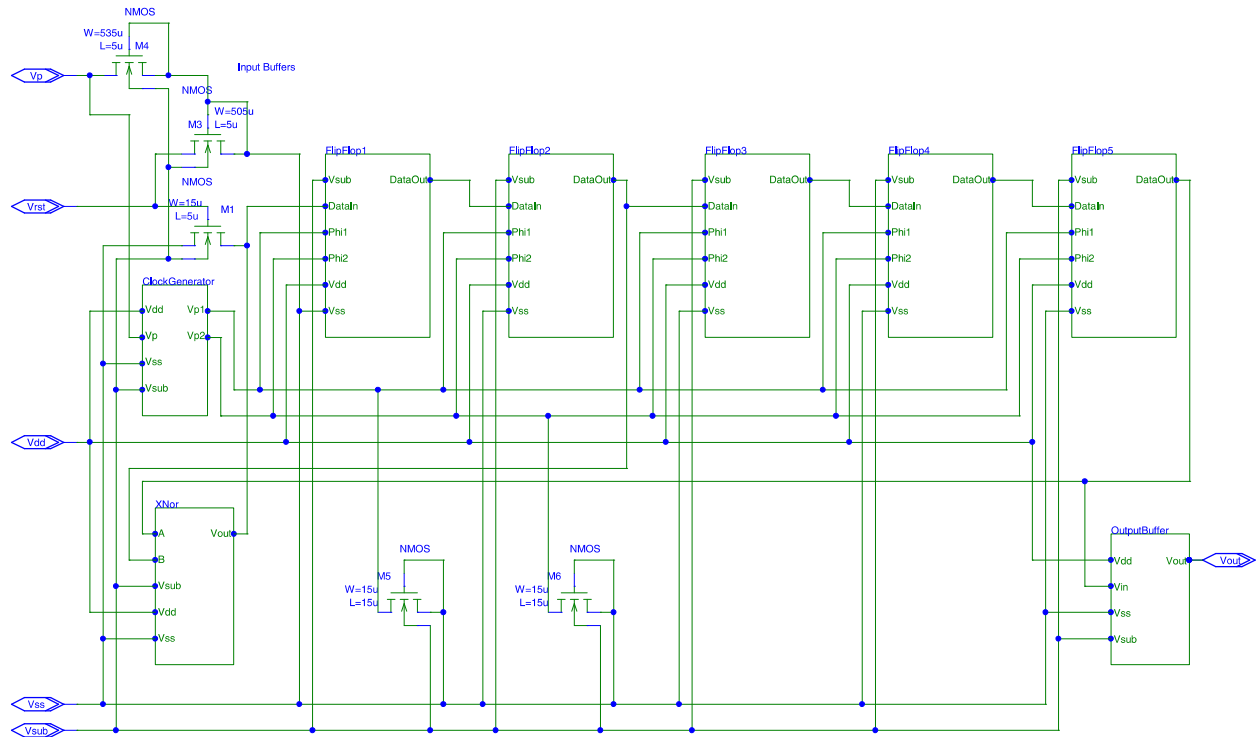 NMOS
W=535u
L=5u
M4
Vp
Input Buffers
NMOS
W=505u
M3
L=5u
FlipFlop1
Vsub
DataOut
DataIn
Phi1
Phi2
Vdd
Vss
FlipFlop2
Vsub
DataOut
DataIn
Phi1
Phi2
Vdd
Vss
FlipFlop3
Vsub
DataOut
DataIn
Phi1
Phi2
Vdd
Vss
FlipFlop4
Vsub
DataOut
DataIn
Phi1
Phi2
Vdd
Vss
FlipFlop5
Vsub
DataOut
DataIn
Phi1
Phi2
Vdd
Vss
NMOS
Vrst
W=15u
M1
L=5u
ClockGenerator
Vdd
Vp1
Vp
Vp2
Vss
Vsub
Vdd
XNor
A
Vout
B
Vsub
Vdd
Vss
NMOS
M5
W=15u
L=15u
NMOS
M6
W=15u
L=15u
OutputBuffer
Vdd
Vout
Vin
Vss
Vsub
Vout
Vss
Vsub